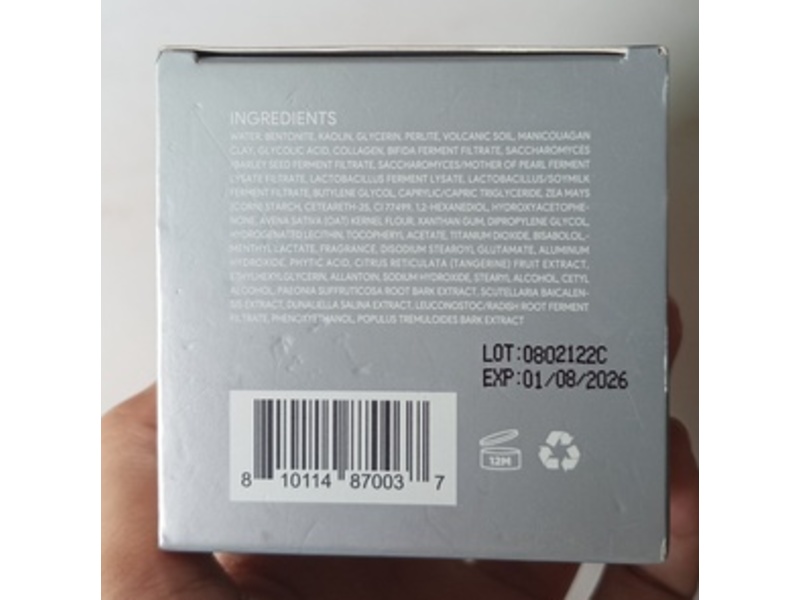 INGREDIENTS
WATER, BENTONITE, KAOLIN, GLYCERIN, PERLITE, VOLCANIC SOIL, MANICOUAGAN
CLAY, GLYCOLIC ACID, COLLAGEN, BIFIDA FERMENT FILTRATE, SACCHAROMYCES
/BARLEY SEED FERMENT FILTRATE, SACCHAROMYCES/MOTHER OF PEARL FERMENT
LYSATE FILTRATE, LACTOBACILLUS FERMENT LYSATE, LACTOBACILLUS/SOYMILK
FERMENT FILTRATE, BUTYLENE GLYCOL, CAPRYLIC/CAPRIC TRIGLYCERIDE, ZEA MAYS
(CORN) STARCH, CETEARETH-25, CI 77499, 1,2-HEXANEDIOL, HYDROXYACETOPHE-
NONE, AVENA SATIVA (OAT) KERNEL FLOUR, XANTHAN GUM, DIPROPYLENE GLYCOL,
HYDROGENATED LECITHIN, TOCOPHERYL ACETATE, TITANIUM DIOXIDE, BISABOLOL,-
MENTHYL LACTATE, FRAGRANCE, DISODIUM STEAROYL GLUTAMATE, ALUMINUM
HYDROXIDE, PHYTIC ACID, CITRUS RETICULATA (TANGERINE) FRUIT EXTRACT,
ETHYLHEXYLGLYCERIN, ALLANTOIN, SODIUM HYDROXIDE, STEARYL ALCOHOL, CETYL
ALCOHOL, PAEONIA SUFFRUTICOSA ROOT BARK EXTRACT, SCUTELLARIA BAICALEN-
SIS EXTRACT, DUNALIELLA SALINA EXTRACT, LEUCONOSTOC/RADISH ROOT FERMENT
FILTRATE, PHENOXYETHANOL, POPULUS TREMULOIDES BARK EXTRACT
LOT:0802122C
EXP:01/08/2026
12M
8 10114 87003 7